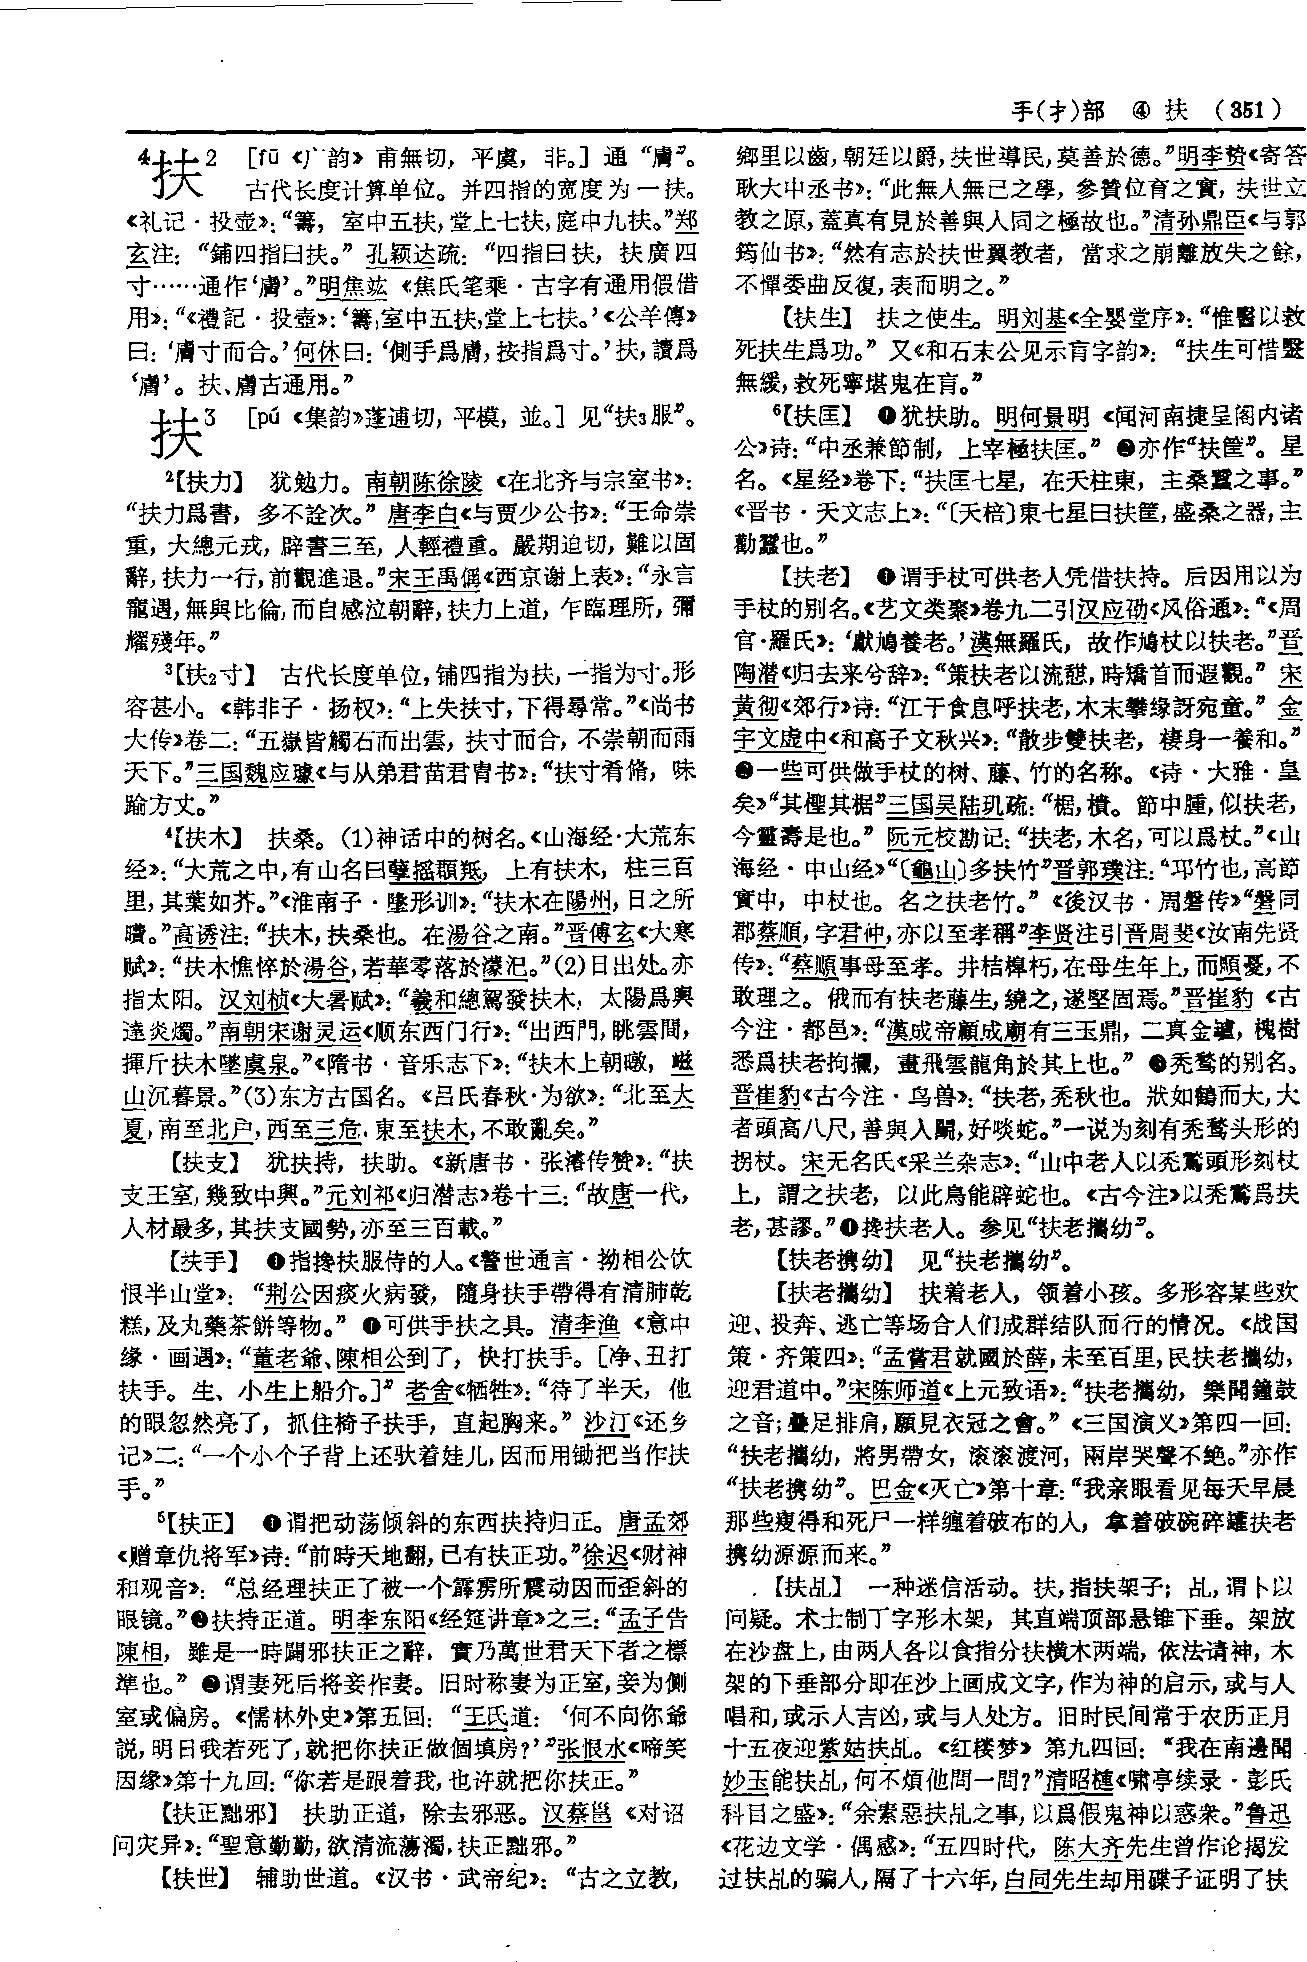 手(扌)部 ④ 扶 (351)
4扶2 [fū 《广韵》甫無切，平虞，非。] 通“膚”。
古代长度计算单位。并四指的宽度为一扶。
《礼记·投壶》：“籌，室中五扶，堂上七扶，庭中九扶。”郑
玄注：“鋪四指曰扶。” 孔颖达疏：“四指曰扶，扶廣四
寸……通作‘膚’。”明焦竑《焦氏笔乘·古字有通用假借
用》：“《禮記·投壺》：‘籌，室中五扶，堂上七扶。’《公羊傳》
曰：‘膚寸而合。’何休曰：‘側手爲膚，按指爲寸。’扶，讀爲
‘膚’。扶、膚古通用。”
扶3 [pú 《集韵》蓬逋切，平模，並。] 见“扶3服”。
2【扶力】 犹勉力。南朝陈徐陵《在北齐与宗室书》：
“扶力爲書，多不詮次。” 唐李白《与贾少公书》：“王命崇
重，大總元戎，辟書三至，人輕禮重。嚴期迫切，難以固
辭，扶力一行，前觀進退。”宋王禹偁《西京谢上表》：“永言
寵遇，無與比倫，而自感泣朝辭，扶力上道，乍臨理所，彌
耀殘年。”
3【扶2寸】 古代长度单位，铺四指为扶，一指为寸。形
容甚小。《韩非子·扬权》：“上失扶寸，下得尋常。”《尚书
大传》卷二：“五嶽皆觸石而出雲，扶寸而合，不崇朝而雨
天下。”三国魏应璩《与从弟君苗君胄书》：“扶寸肴脩，味
踰方丈。”
4【扶木】 扶桑。(1)神话中的树名。《山海经·大荒东
经》：“大荒之中，有山名曰孽摇頵羝，上有扶木，柱三百
里，其葉如芥。”《淮南子·墬形训》：“扶木在陽州，日之所
曊。”高诱注：“扶木，扶桑也。在湯谷之南。”晋傅玄《大寒
赋》：“扶木憔悴於湯谷，若華零落於濛汜。”(2)日出处。亦
指太阳。汉刘桢《大暑赋》：“羲和總駕發扶木，太陽爲輿
達炎燭。”南朝宋谢灵运《顺东西门行》：“出西門，眺雲間，
揮斤扶木墜虞泉。”《隋书·音乐志下》：“扶木上朝暾，嵫
山沉暮景。”(3)东方古国名。《吕氏春秋·为欲》：“北至大
夏，南至北户，西至三危，東至扶木，不敢亂矣。”
【扶支】 犹扶持，扶助。《新唐书·张濬传赞》：“扶
支王室，幾致中興。”元刘祁《归潜志》卷十三：“故唐一代，
人材最多，其扶支國勢，亦至三百載。”
【扶手】 ❶指搀扶服侍的人。《警世通言·拗相公饮
恨半山堂》：“荆公因痰火病發，隨身扶手帶得有清肺乾
糕，及丸藥茶餅等物。” ❶可供手扶之具。清李渔《意中
缘·画遇》：“董老爺、陳相公到了，快打扶手。[净、丑打
扶手。生、小生上船介。]” 老舍《牺牲》：“待了半天，他
的眼忽然亮了，抓住椅子扶手，直起胸来。” 沙汀《还乡
记》二：“一个小个子背上还驮着娃儿，因而用锄把当作扶
手。”
5【扶正】 ❶谓把动荡倾斜的东西扶持归正。唐孟郊
《赠章仇将军》诗：“前時天地翻，已有扶正功。”徐迟《财神
和观音》：“总经理扶正了被一个霹雳所震动因而歪斜的
眼镜。”❷扶持正道。明李东阳《经筵讲章》之三：“孟子告
陳相，雖是一時闢邪扶正之辭，實乃萬世君天下者之標
準也。” ❷谓妻死后将妾作妻。旧时称妻为正室，妾为侧
室或偏房。《儒林外史》第五回：“王氏道：‘何不向你爺
説，明日我若死了，就把你扶正做個填房？’”张恨水《啼笑
因缘》第十九回：“你若是跟着我，也许就把你扶正。”
【扶正黜邪】 扶助正道，除去邪恶。汉蔡邕《对诏
问灾异》：“聖意勤勤，欲清流蕩濁，扶正黜邪。”
【扶世】 辅助世道。《汉书·武帝纪》：“古之立教，
鄉里以齒，朝廷以爵，扶世導民，莫善於德。”明李贽《寄答
耿大中丞书》：“此無人無己之學，參贊位育之實，扶世立
教之原，蓋真有見於善與人同之極故也。”清孙鼎臣《与郭
筠仙书》：“然有志於扶世翼教者，當求之崩離放失之餘，
不憚委曲反復，表而明之。”
【扶生】 扶之使生。明刘基《全婴堂序》：“惟醫以救
死扶生爲功。” 又《和石末公见示肓字韵》：“扶生可惜毉
無緩，救死寧堪鬼在肓。”
6【扶匡】 ❶犹扶助。明何景明《闻河南捷呈阁内诸
公》诗：“中丞兼節制，上宰極扶匡。” ❷亦作“扶筐”。星
名。《星经》卷下：“扶匡七星，在天柱東，主桑蠶之事。”
《晋书·天文志上》：“〔天棓〕東七星曰扶筐，盛桑之器，主
勸蠶也。”
【扶老】 ❶谓手杖可供老人凭借扶持。后因用以为
手杖的别名。《艺文类聚》卷九二引汉应劭《风俗通》：“《周
官·羅氏》：‘獻鳩養老。’漢無羅氏，故作鳩杖以扶老。”晋
陶潜《归去来兮辞》：“策扶老以流憩，時矯首而遐觀。” 宋
黄彻《郊行》诗：“江干食息呼扶老，木末攀缘訝宛童。” 金
宇文虚中《和高子文秋兴》：“散步雙扶老，棲身一養和。”
❷一些可供做手杖的树、藤、竹的名称。《诗·大雅·皇
矣》“其檉其椐”三国吴陆玑疏：“椐，樻。節中腫，似扶老，
今靈壽是也。” 阮元校勘记：“扶老，木名，可以爲杖。”《山
海经·中山经》“〔龜山〕多扶竹”晋郭璞注：“邛竹也，高節
實中，中杖也。名之扶老竹。” 《後汉书·周磐传》“磐同
郡蔡順，字君仲，亦以至孝稱”李贤注引晋周斐《汝南先贤
传》：“蔡順事母至孝。井桔橰朽，在母生年上，而順憂，不
敢理之。俄而有扶老藤生，繞之，遂堅固焉。”晋崔豹《古
今注·都邑》：“漢成帝顧成廟有三玉鼎，二真金鑪，槐樹
悉爲扶老拘攔，畫飛雲龍角於其上也。” ❸秃鹙的别名。
晋崔豹《古今注·鸟兽》：“扶老，禿秋也。狀如鶴而大，大
者頭高八尺，善與人鬭，好啖蛇。”一说为刻有秃鹙头形的
拐杖。宋无名氏《采兰杂志》：“山中老人以禿鶖頭形刻杖
上，謂之扶老，以此鳥能辟蛇也。《古今注》以禿鶖爲扶
老，甚謬。”❶搀扶老人。参见“扶老攜幼”。
【扶老携幼】 见“扶老攜幼”。
【扶老攜幼】 扶着老人，领着小孩。多形容某些欢
迎、投奔、逃亡等场合人们成群结队而行的情况。《战国
策·齐策四》：“孟嘗君就國於薛，未至百里，民扶老攜幼，
迎君道中。”宋陈师道《上元致语》：“扶老攜幼，樂聞鐘鼓
之音；疊足排肩，願見衣冠之會。” 《三国演义》第四一回：
“扶老攜幼，將男帶女，滚滚渡河，兩岸哭聲不絶。”亦作
“扶老携幼”。巴金《灭亡》第十章：“我亲眼看见每天早晨
那些瘦得和死尸一样缠着破布的人，拿着破碗碎罐扶老
携幼源源而来。”
【扶乩】 一种迷信活动。扶，指扶架子；乩，谓卜以
问疑。术士制丁字形木架，其直端顶部悬锥下垂。架放
在沙盘上，由两人各以食指分扶横木两端，依法请神，木
架的下垂部分即在沙上画成文字，作为神的启示，或与人
唱和，或示人吉凶，或与人处方。旧时民间常于农历正月
十五夜迎紫姑扶乩。《红楼梦》第九四回：“我在南邊聞
妙玉能扶乩，何不煩他問一問？”清昭槤《啸亭续录·彭氏
科目之盛》：“余素惡扶乩之事，以爲假鬼神以惑衆。”鲁迅
《花边文学·偶感》：“五四时代，陈大齐先生曾作论揭发
过扶乩的骗人，隔了十六年，白同先生却用碟子证明了扶